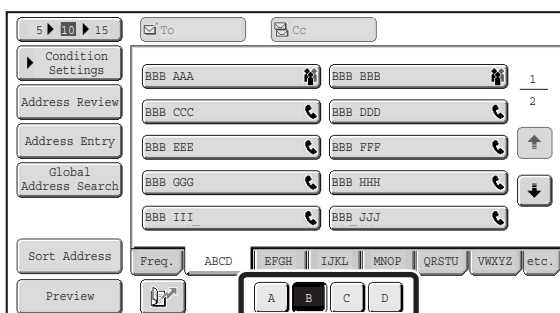 5 10 15
To
Cc
Condition
Settings
Address Review
Address Entry
Global
Address Search
Sort Address
Preview
BBB AAA
BBB BBB
BBB CCC
BBB DDD
BBB EEE
BBB FFF
BBB GGG
BBB HHH
BBB III
BBB JJJ
1
2
Freq. ABCD EFGH IJKL MNOP QRSTU VWXYZ etc.
A B C D